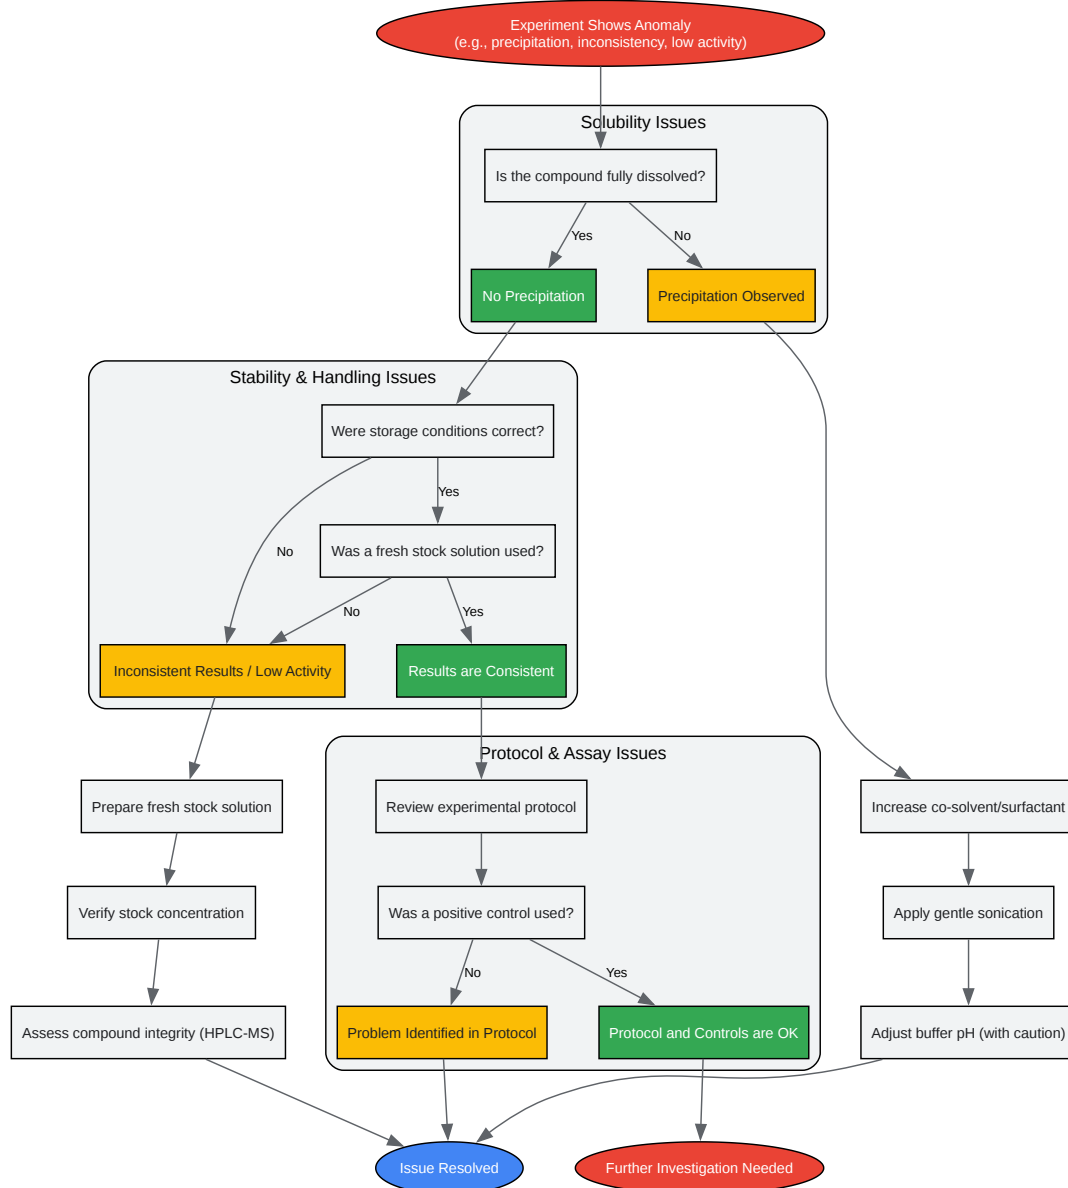 Experiment Shows Anomaly
(e.g., precipitation, inconsistency, low activity)
Solubility Issues
Is the compound fully dissolved?
Yes
No
No Precipitation
Precipitation Observed
Stability & Handling Issues
Were storage conditions correct?
Yes
No
Was a fresh stock solution used?
No
Yes
Inconsistent Results / Low Activity
Results are Consistent
Protocol & Assay Issues
Prepare fresh stock solution
Review experimental protocol
Increase co-solvent/surfactant
Verify stock concentration
Was a positive control used?
Apply gentle sonication
No
Yes
Assess compound integrity (HPLC-MS)
Problem Identified in Protocol
Protocol and Controls are OK
Adjust buffer pH (with caution)
Issue Resolved
Further Investigation Needed